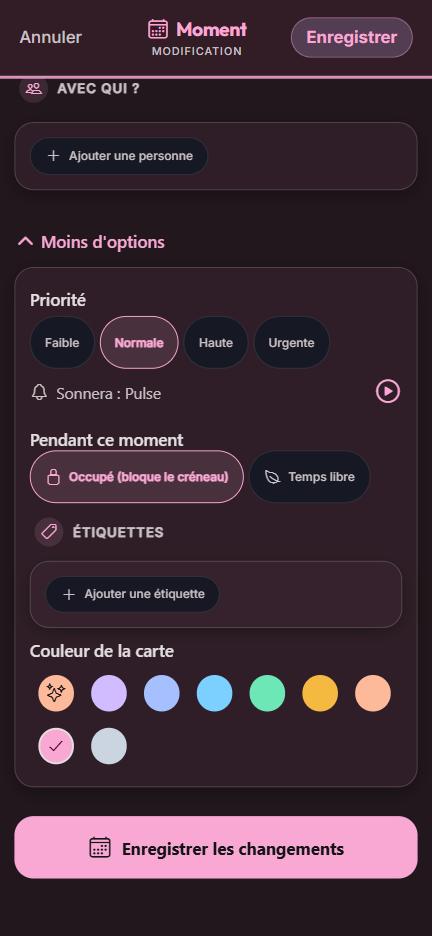 Annuler
Moment
MODIFICATION
Enregistrer
AVEC QUI ?
Ajouter une personne
Moins d'options
Priorité
Faible
Normale
Haute
Urgente
Sonnera : Pulse
Pendant ce moment
Occupé (bloque le créneau)
Temps libre
ÉTIQUETTES
Ajouter une étiquette
Couleur de la carte
Enregistrer les changements